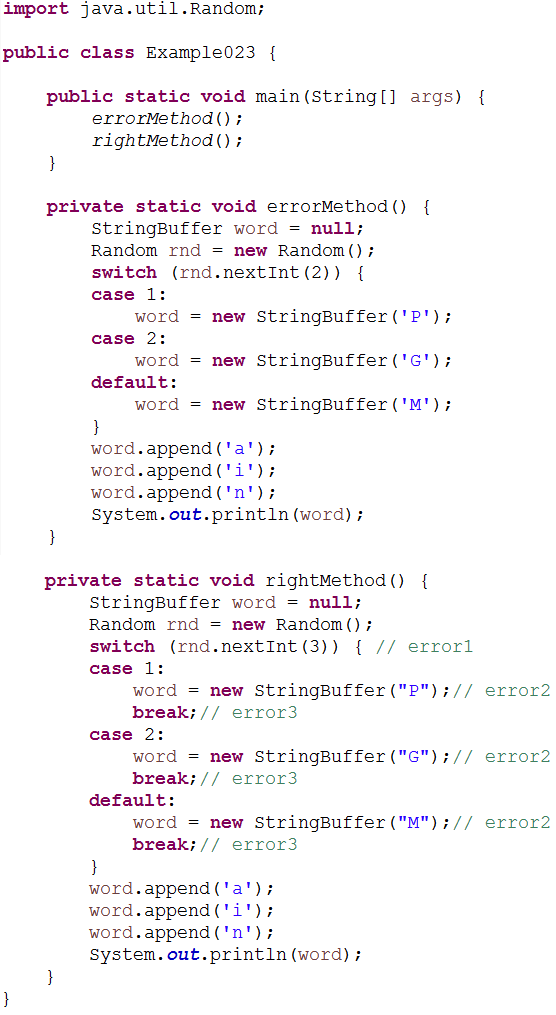 import java.util.Random;

public class Example023 {

    public static void main(String[] args) {
        errorMethod();
        rightMethod();
    }

    private static void errorMethod() {
        StringBuffer word = null;
        Random rnd = new Random();
        switch (rnd.nextInt(2)) {
        case 1:
            word = new StringBuffer('P');
        case 2:
            word = new StringBuffer('G');
        default:
            word = new StringBuffer('M');
        }
        word.append('a');
        word.append('i');
        word.append('n');
        System.out.println(word);
    }

    private static void rightMethod() {
        StringBuffer word = null;
        Random rnd = new Random();
        switch (rnd.nextInt(3)) { // error1
        case 1:
            word = new StringBuffer("P");// error2
            break;// error3
        case 2:
            word = new StringBuffer("G");// error2
            break;// error3
        default:
            word = new StringBuffer("M");// error2
            break;// error3
        }
        word.append('a');
        word.append('i');
        word.append('n');
        System.out.println(word);
    }
}